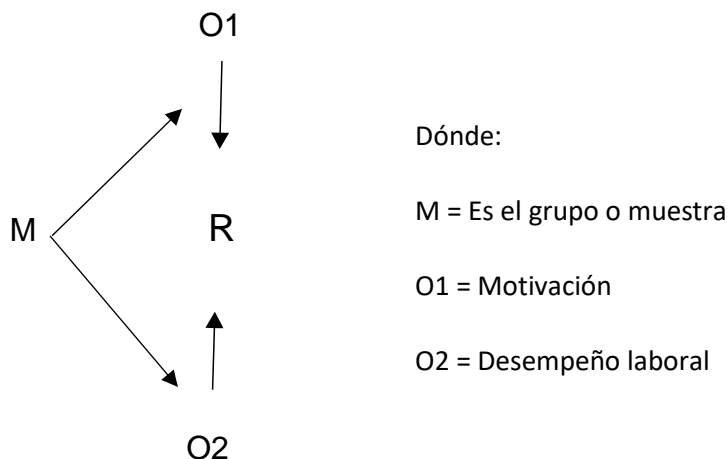 O1
Dónde:
M = Es el grupo o muestra
M
R
O1 = Motivación
O2 = Desempeño laboral
O2